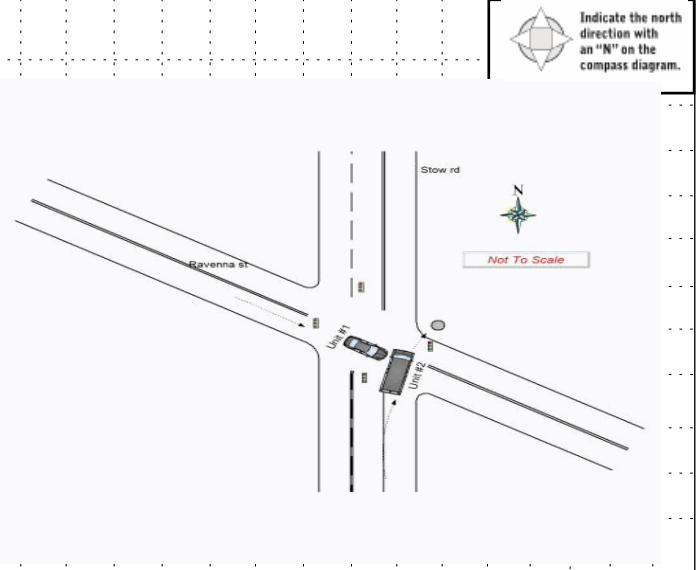 Indicate the north
direction with
an "N" on the
compass diagram.
Stow rd
N
Not To Scale
Ravenna st
Unit #1
Unit #2